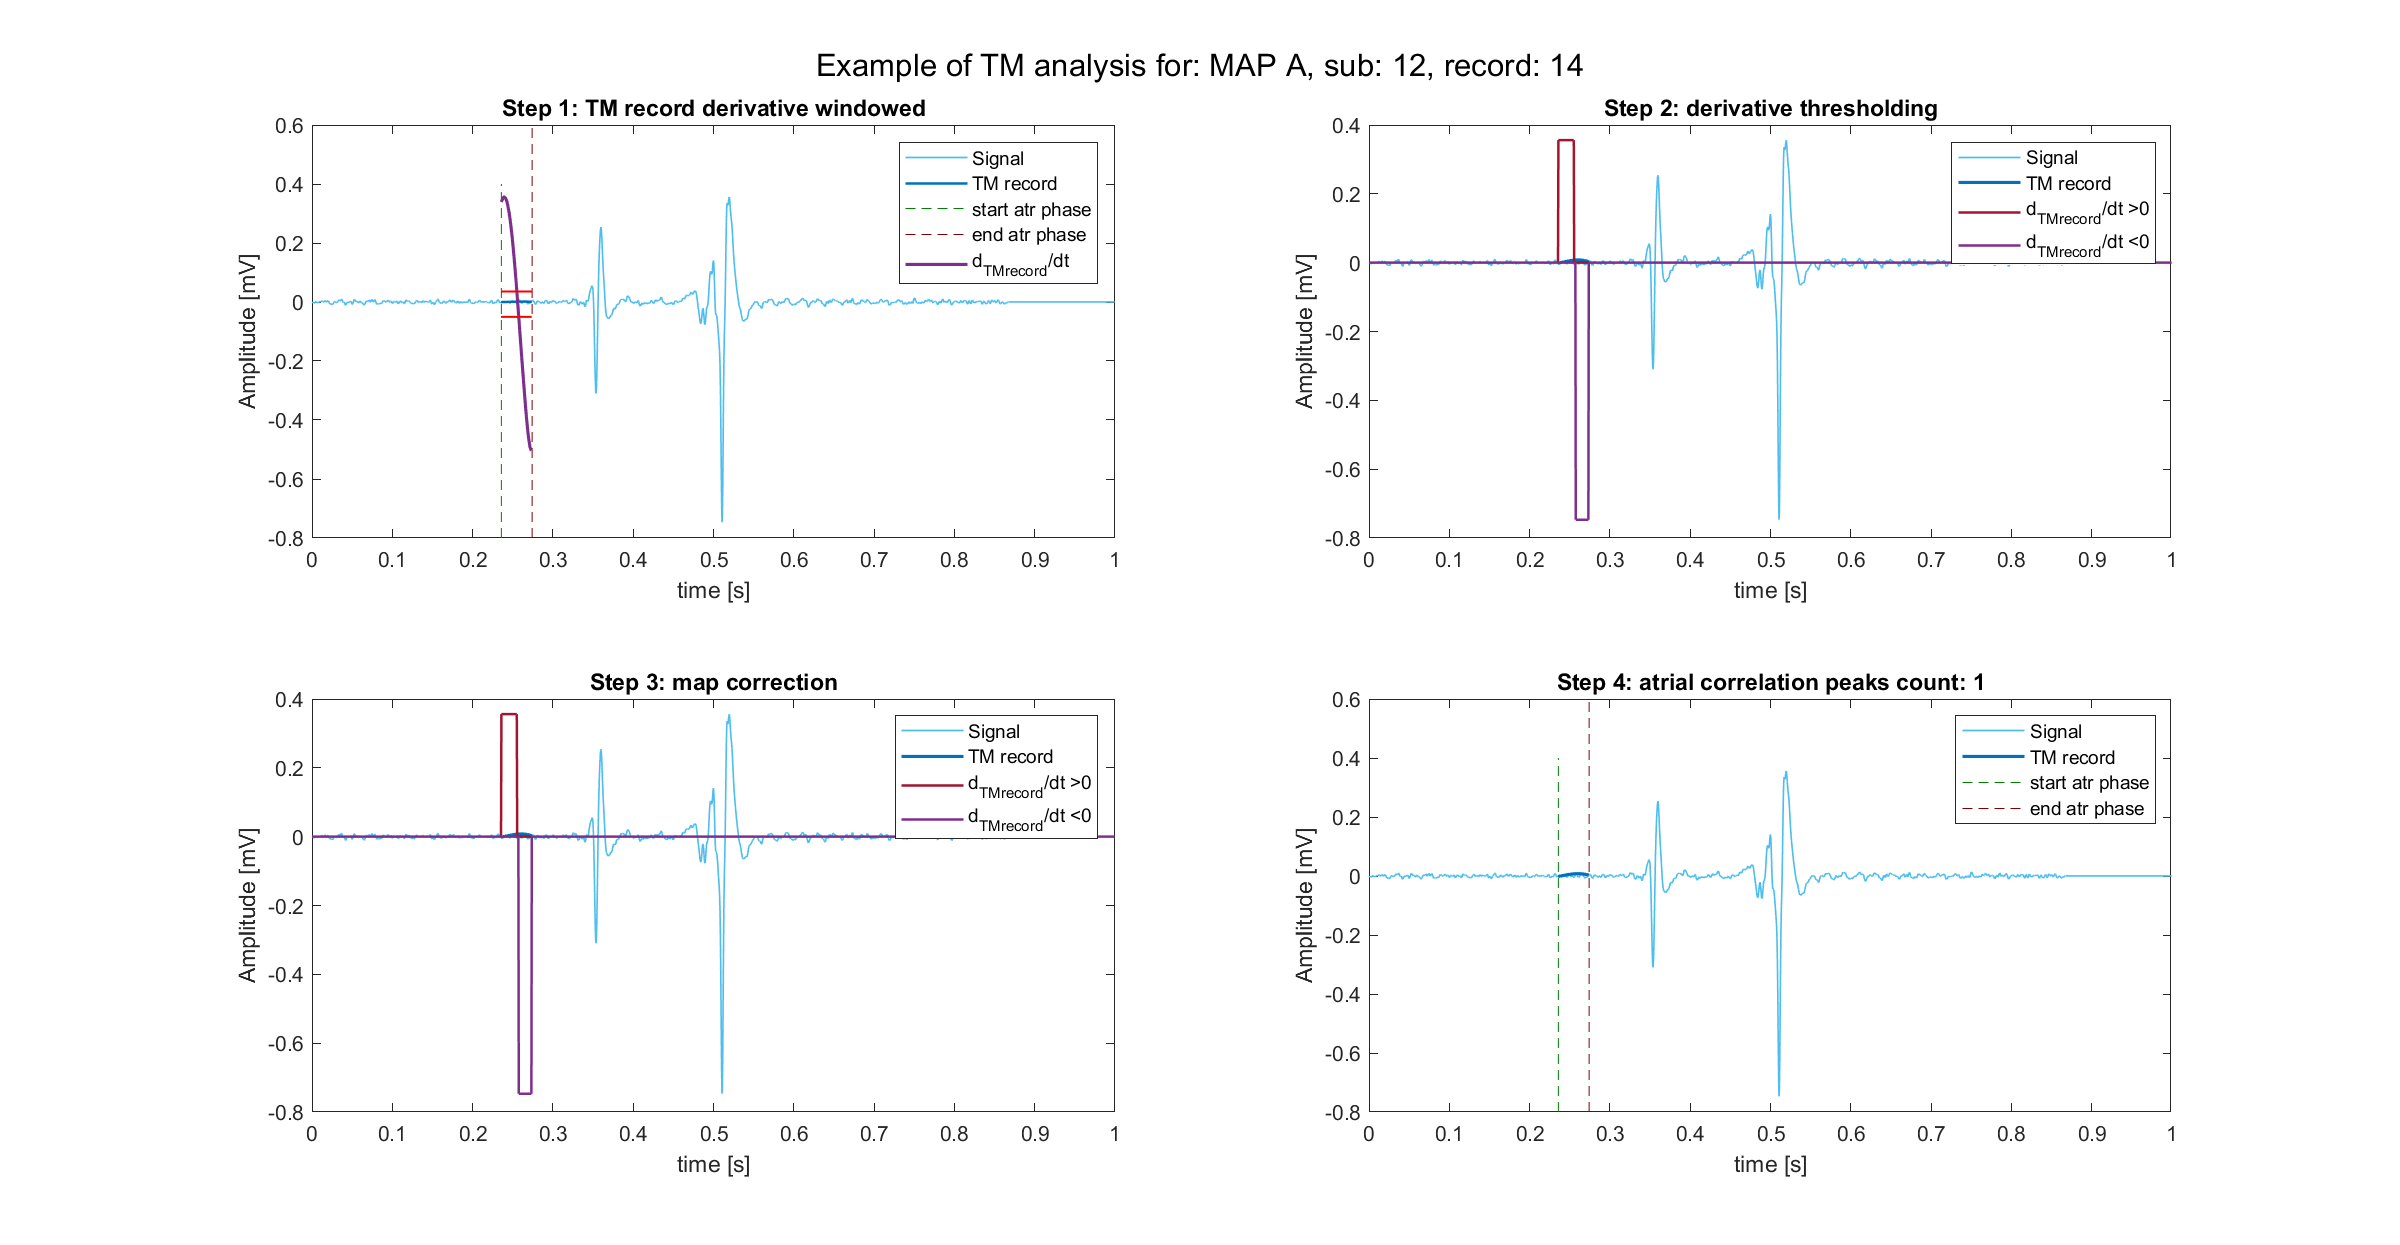 Example of TM analysis for: MAP A, sub: 12, record: 14
Step 1: TM record derivative windowed
0.6
0.4
0.2
0
-0.2
-0.4
-0.6
-0.8
Amplitude [mV]
0 0.1 0.2 0.3 0.4 0.5 0.6 0.7 0.8 0.9 1
time [s]
Signal
TM record
start atr phase
end atr phase
dTMrecord/dt
Step 2: derivative thresholding
0.4
0.2
0
-0.2
-0.4
-0.6
-0.8
Amplitude [mV]
0 0.1 0.2 0.3 0.4 0.5 0.6 0.7 0.8 0.9 1
time [s]
Signal
TM record
dTMrecord/dt >0
dTMrecord/dt <0
Step 3: map correction
0.4
0.2
0
-0.2
-0.4
-0.6
-0.8
Amplitude [mV]
0 0.1 0.2 0.3 0.4 0.5 0.6 0.7 0.8 0.9 1
time [s]
Signal
TM record
dTMrecord/dt >0
dTMrecord/dt <0
Step 4: atrial correlation peaks count: 1
0.6
0.4
0.2
0
-0.2
-0.4
-0.6
-0.8
Amplitude [mV]
0 0.1 0.2 0.3 0.4 0.5 0.6 0.7 0.8 0.9 1
time [s]
Signal
TM record
start atr phase
end atr phase